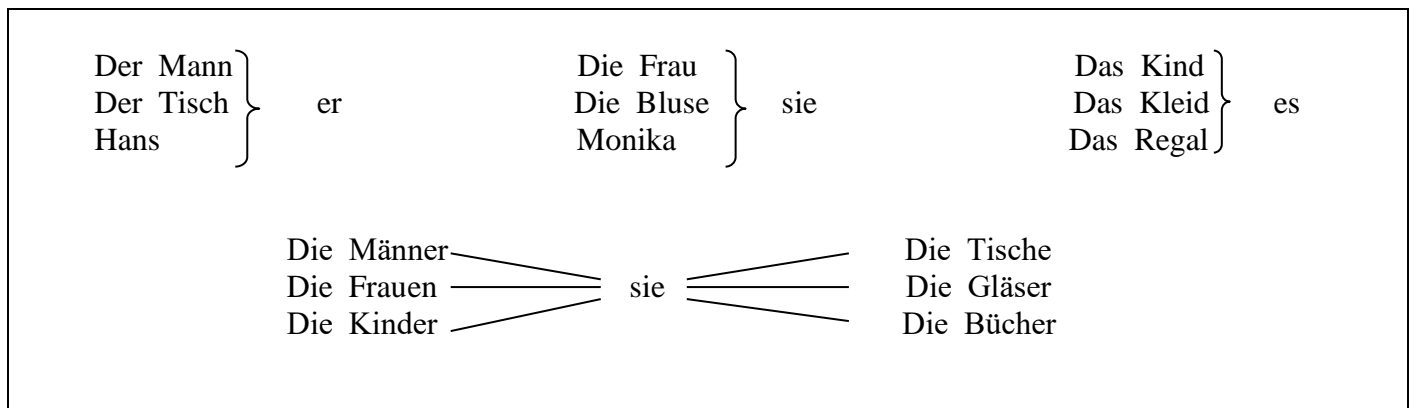 Der Mann Die Frau Das Kind
Der Tisch er Die Bluse sie Das Kleid es
Hans Monika Das Regal
Die Männer Die Tische
Die Frauen sie Die Gläser
Die Kinder Die Bücher